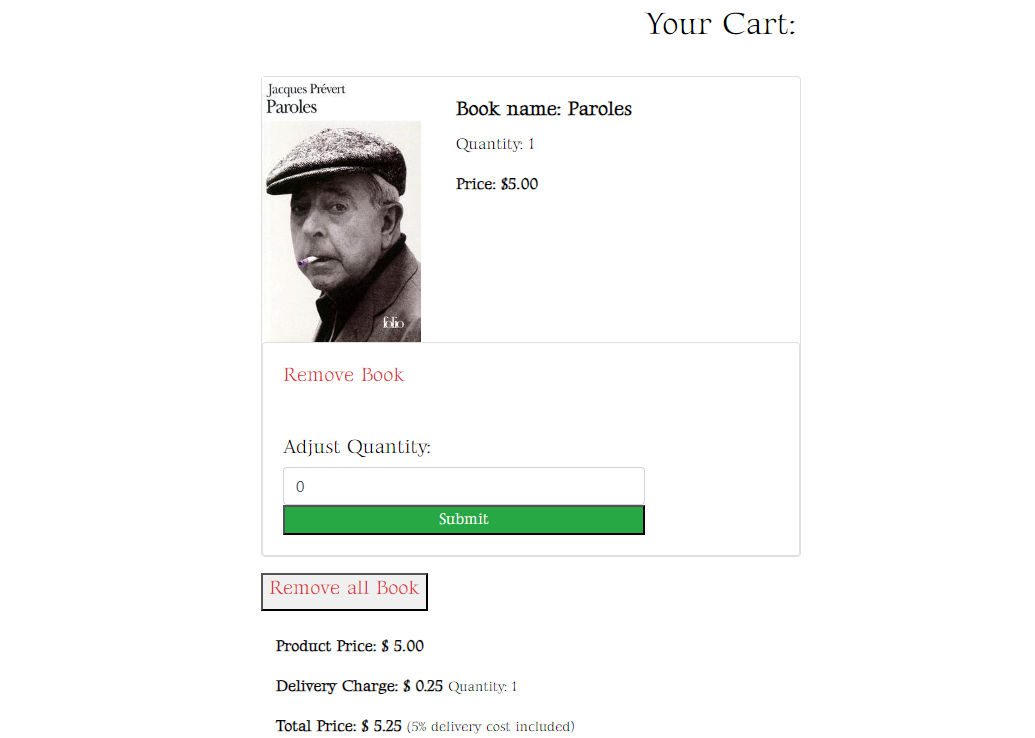 Your Cart:
Jacques Prévert
Paroles
folio
Book name: Paroles
Quantity: 1
Price: $5.00
Remove Book
Adjust Quantity:
0
Submit
Remove all Book
Product Price: $ 5.00
Delivery Charge: $ 0.25 Quantity: 1
Total Price: $ 5.25 (5% delivery cost included)